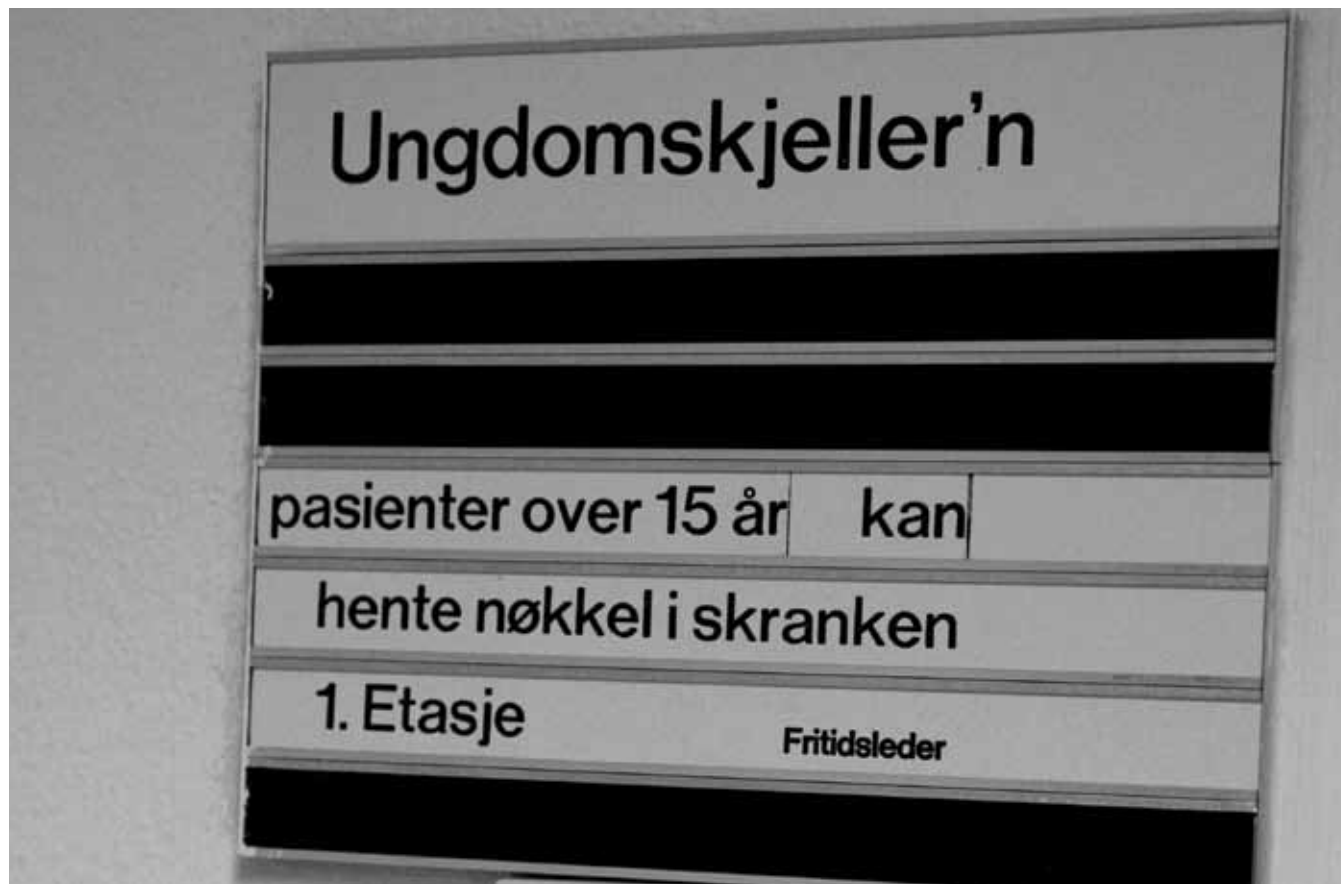 Ungdomskjeller'n
pasienter over 15 år kan
hente nøkkel i skranken
1. Etasje Fritidsleder